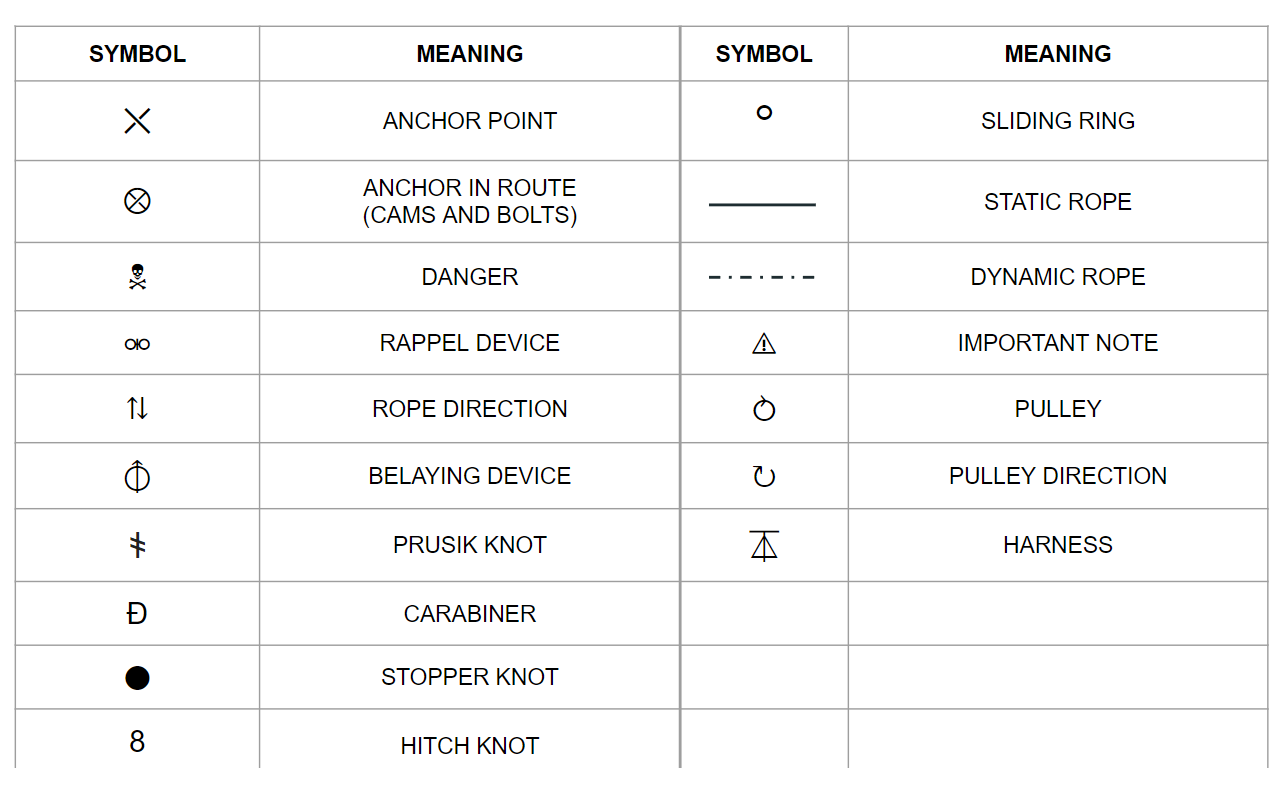 SYMBOL MEANING SYMBOL MEANING
ANCHOR POINT SLIDING RING
ANCHOR IN ROUTE
(CAMS AND BOLTS) STATIC ROPE
DANGER DYNAMIC ROPE
RAPPEL DEVICE IMPORTANT NOTE
ROPE DIRECTION PULLEY
BELAYING DEVICE PULLEY DIRECTION
PRUSIK KNOT HARNESS
Đ CARABINER
STOPPER KNOT
8 HITCH KNOT